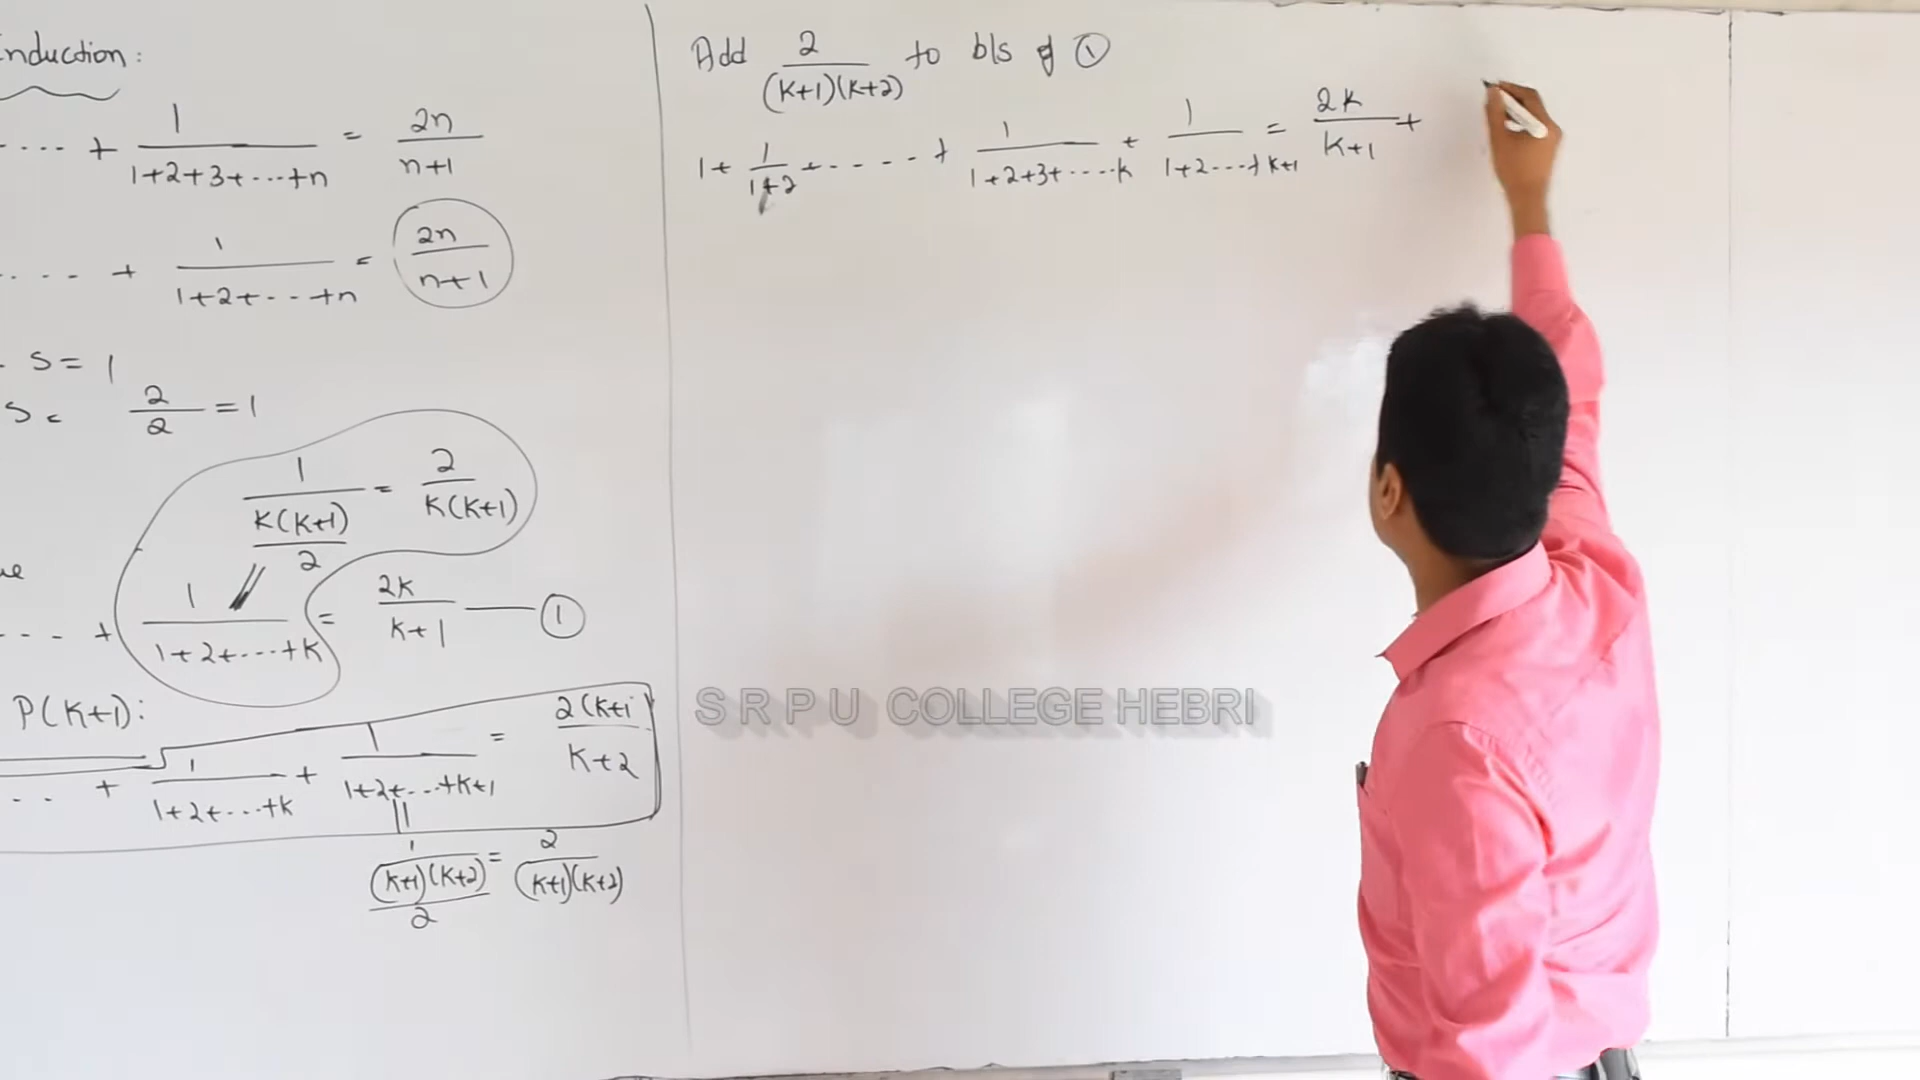 Induction:
.... + 1/(1+2+3+...+n) = 2n/(n+1)
.... + 1/(1+2+...+n) = 2n/(n+1)
S = 1
S = 2/2 = 1
1/(K(K+1)/2) = 2/(K(K+1))
... + 1/(1+2+...+K) = 2K/(K+1) — ①
P(K+1):
.. + 1/(1+2+...+K) + 1/(1+2+...+K+1) = 2(K+1/(K+2)
1/((K+1)(K+2)/2) = 2/((K+1)(K+2))
Add 2/((K+1)(K+2)) to b/s of ①
1 + 1/(1+2) + ..... + 1/(1+2+3+.....K) + 1/(1+2...+K+1) = 2K/(K+1) +
S R P U COLLEGE HEBRI